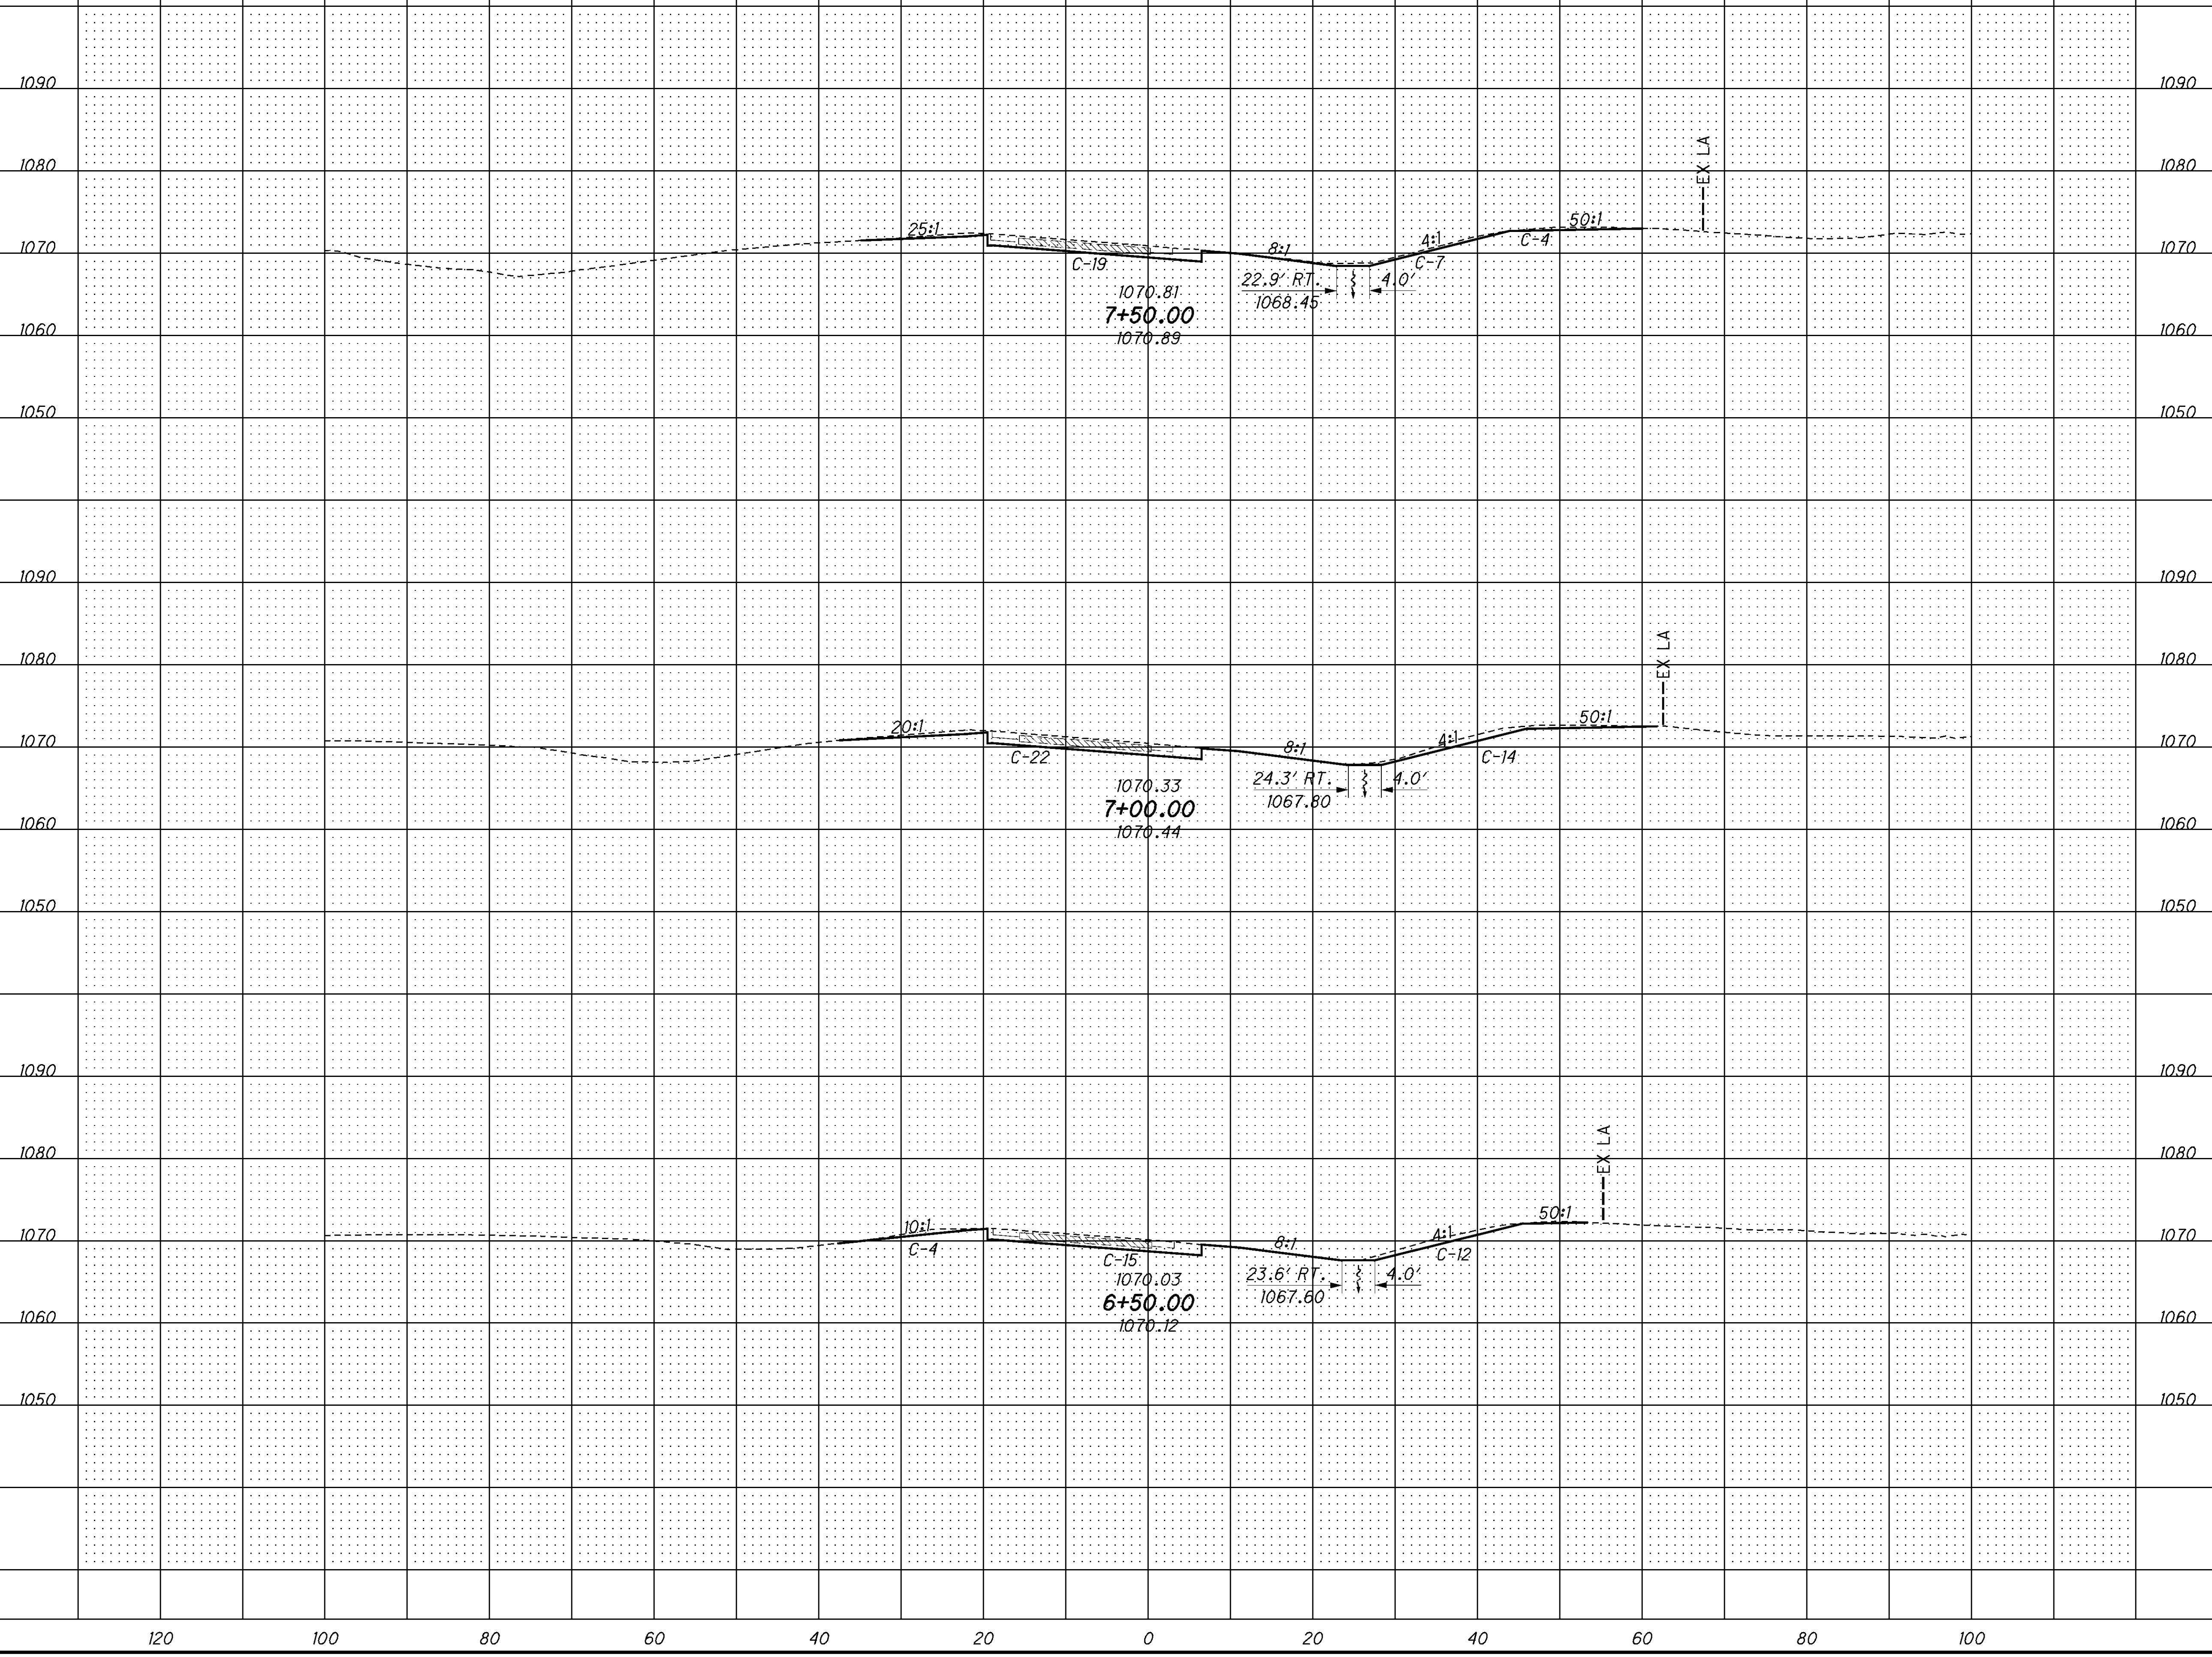 1090 1090
1080 EX LA 1080
25:1 50:1
1070 8:1 4:1 C-4 1070
C-19 C-7
1070.81 22.9' RT. 4.0'
7+50.00 1068.45
1060 1070.89 1060
1050 1050
1090 1090
1080 EX LA 1080
20:1 50:1
1070 8:1 4:1 1070
C-22 C-14
1070.33 24.3' RT. 4.0'
7+00.00 1067.80
1060 1070.44 1060
1050 1050
1090 1090
1080 EX LA 1080
10:1 50:1
1070 8:1 4:1 1070
C-4 C-15 C-12
1070.03 23.6' RT. 4.0'
6+50.00 1067.60
1060 1070.12 1060
1050 1050
120 100 80 60 40 20 0 20 40 60 80 100